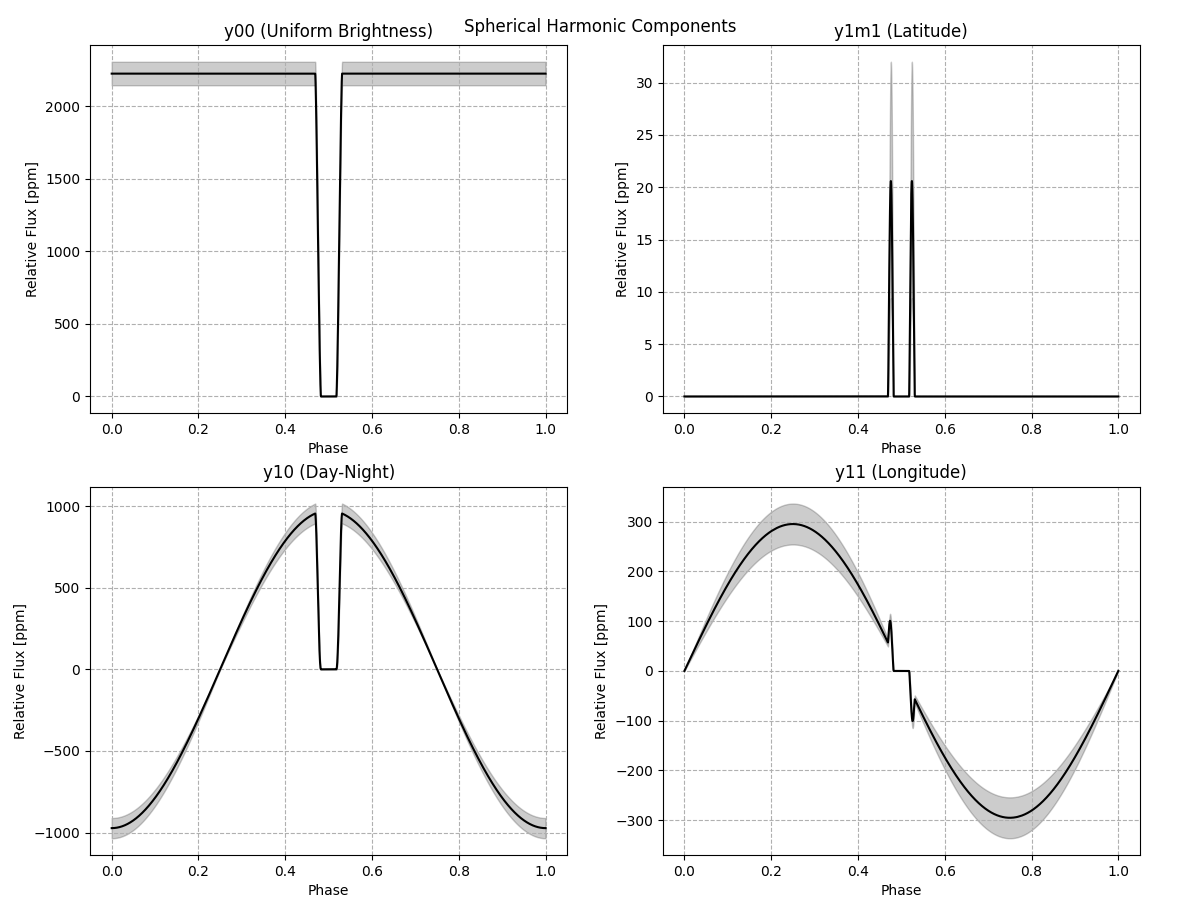 Spherical Harmonic Components
y00 (Uniform Brightness)
Relative Flux [ppm]
2000
1500
1000
500
0
0.0 0.2 0.4 0.6 0.8 1.0
Phase
y1m1 (Latitude)
Relative Flux [ppm]
30
25
20
15
10
5
0
0.0 0.2 0.4 0.6 0.8 1.0
Phase
y10 (Day-Night)
Relative Flux [ppm]
1000
500
0
−500
−1000
0.0 0.2 0.4 0.6 0.8 1.0
Phase
y11 (Longitude)
Relative Flux [ppm]
300
200
100
0
−100
−200
−300
0.0 0.2 0.4 0.6 0.8 1.0
Phase